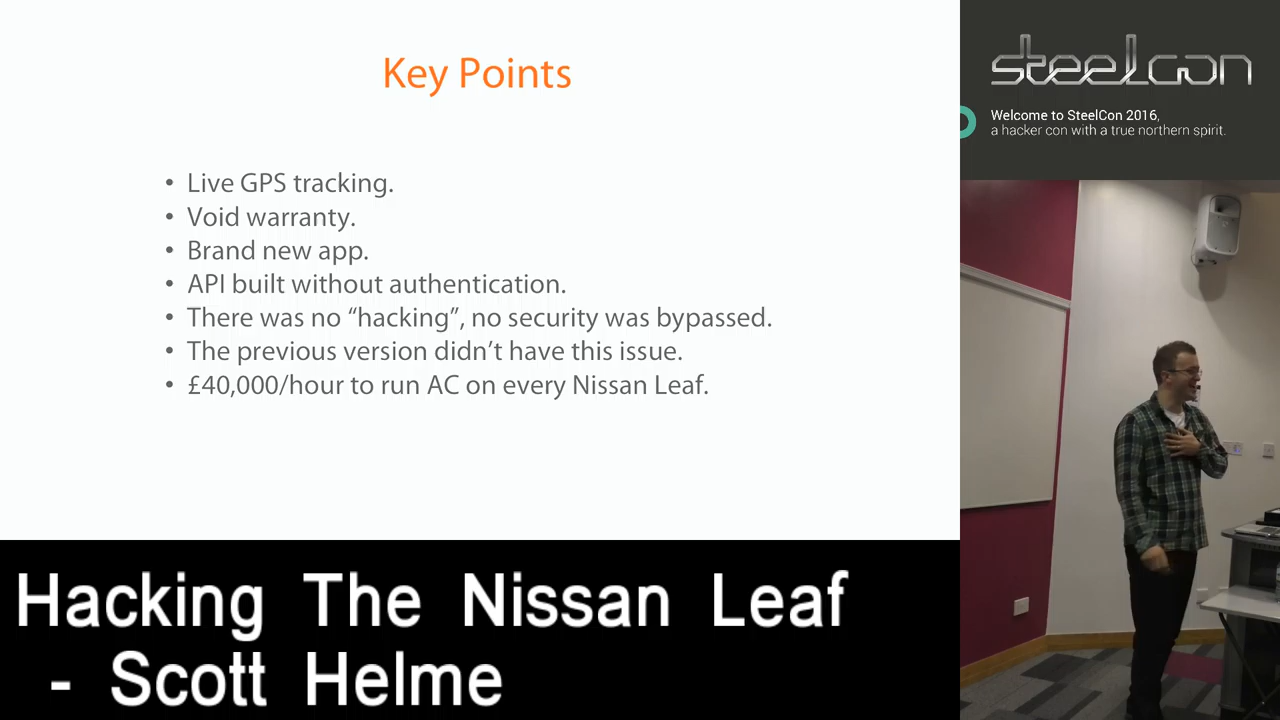 Key Points
• Live GPS tracking.
• Void warranty.
• Brand new app.
• API built without authentication.
• There was no “hacking”, no security was bypassed.
• The previous version didn’t have this issue.
• £40,000/hour to run AC on every Nissan Leaf.
steelcon
Welcome to SteelCon 2016,
a hacker con with a true northern spirit.
Hacking The Nissan Leaf
- Scott Helme